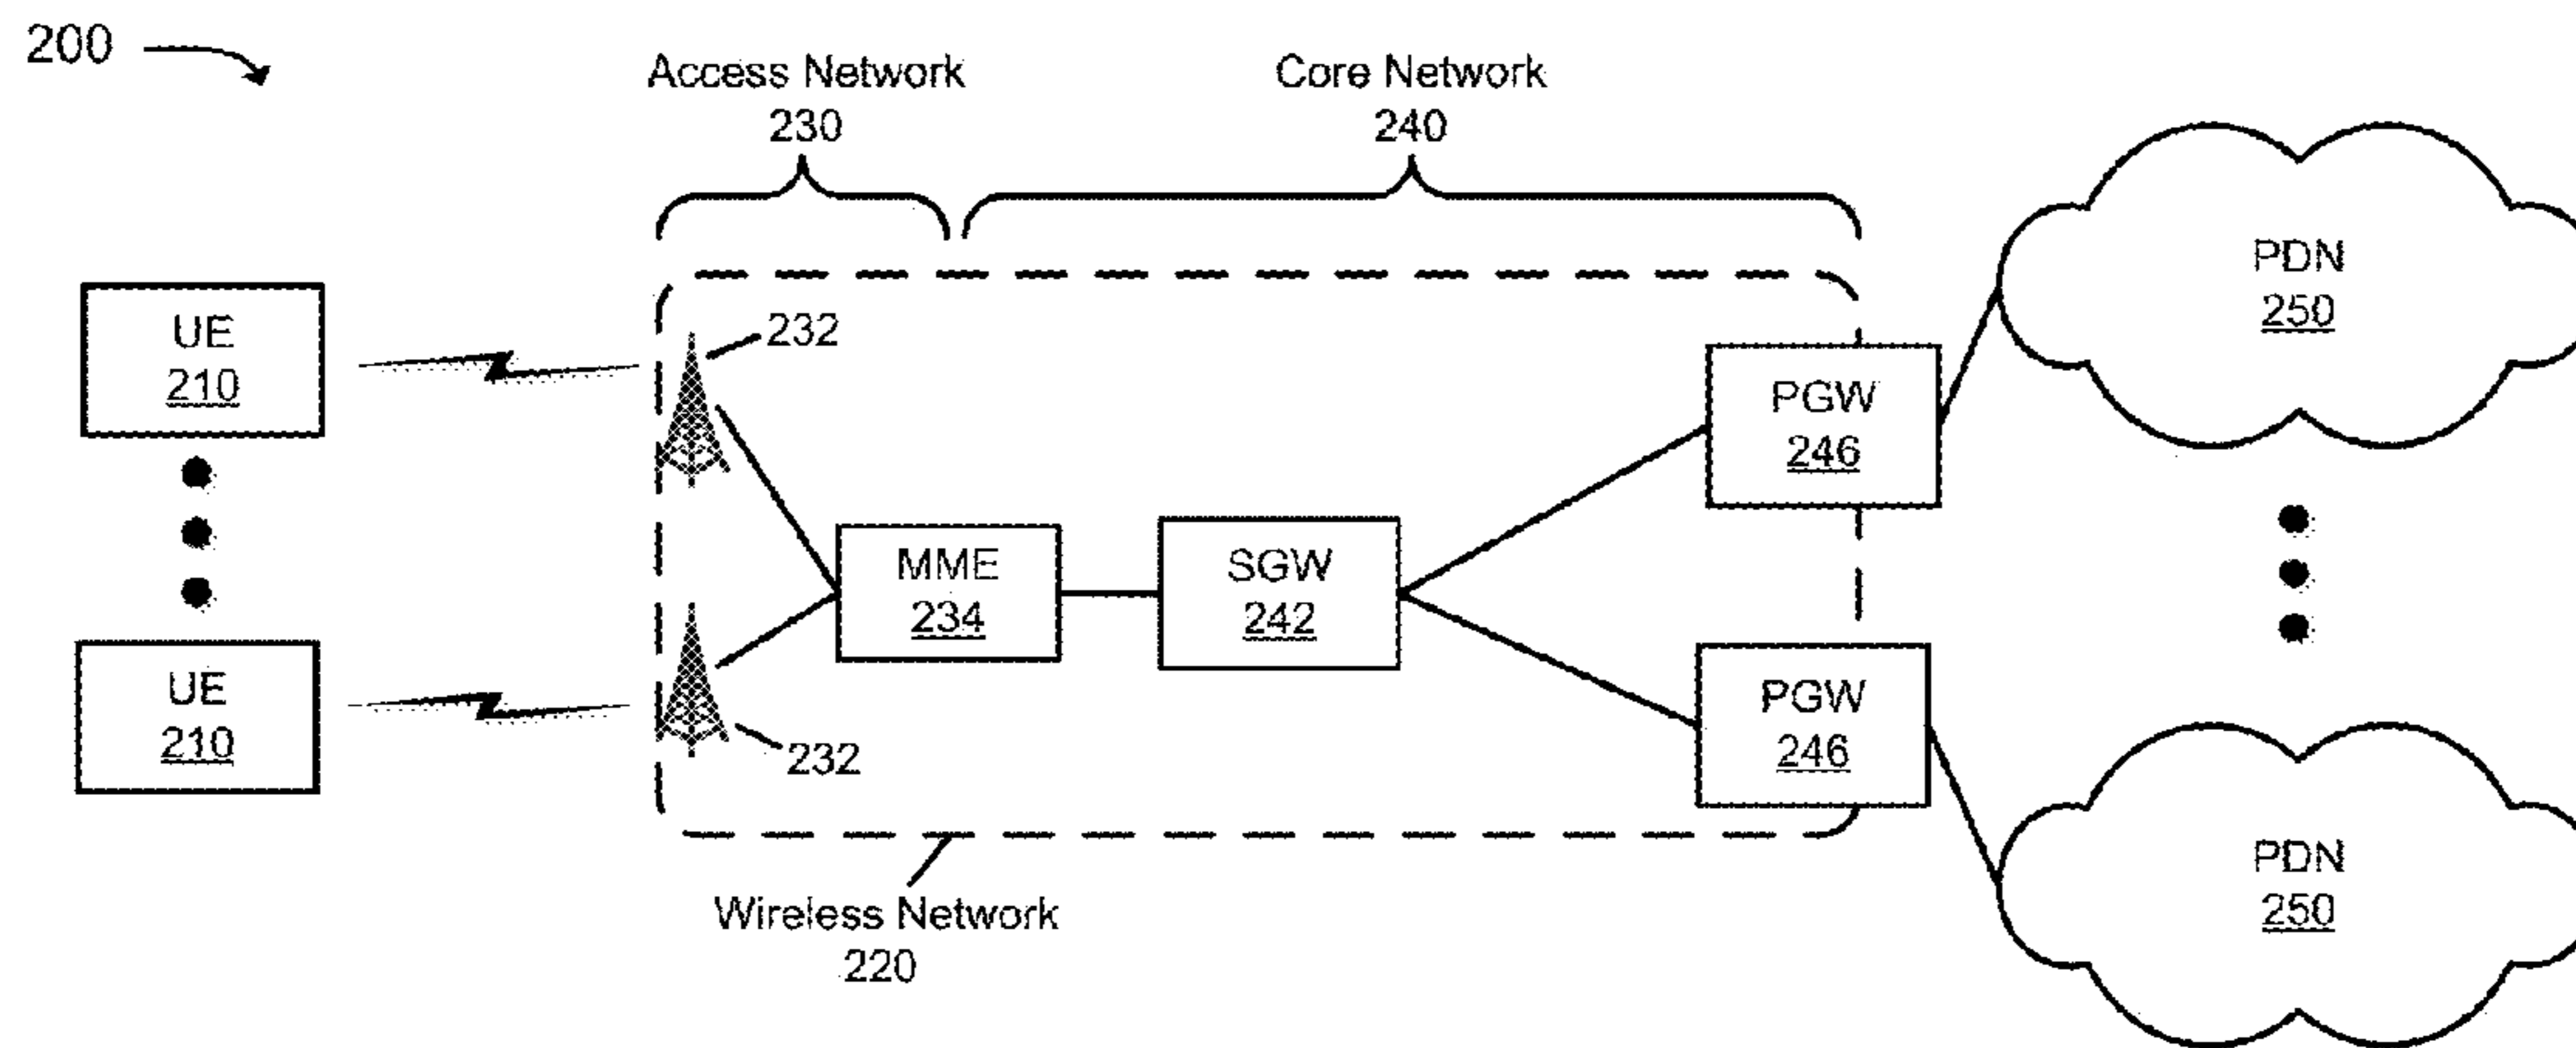 200
Access Network
230
Core Network
240
UE
210
232
PGW
246
PDN
250
MME
234
SGW
242
UE
210
232
PGW
246
PDN
250
Wireless Network
220